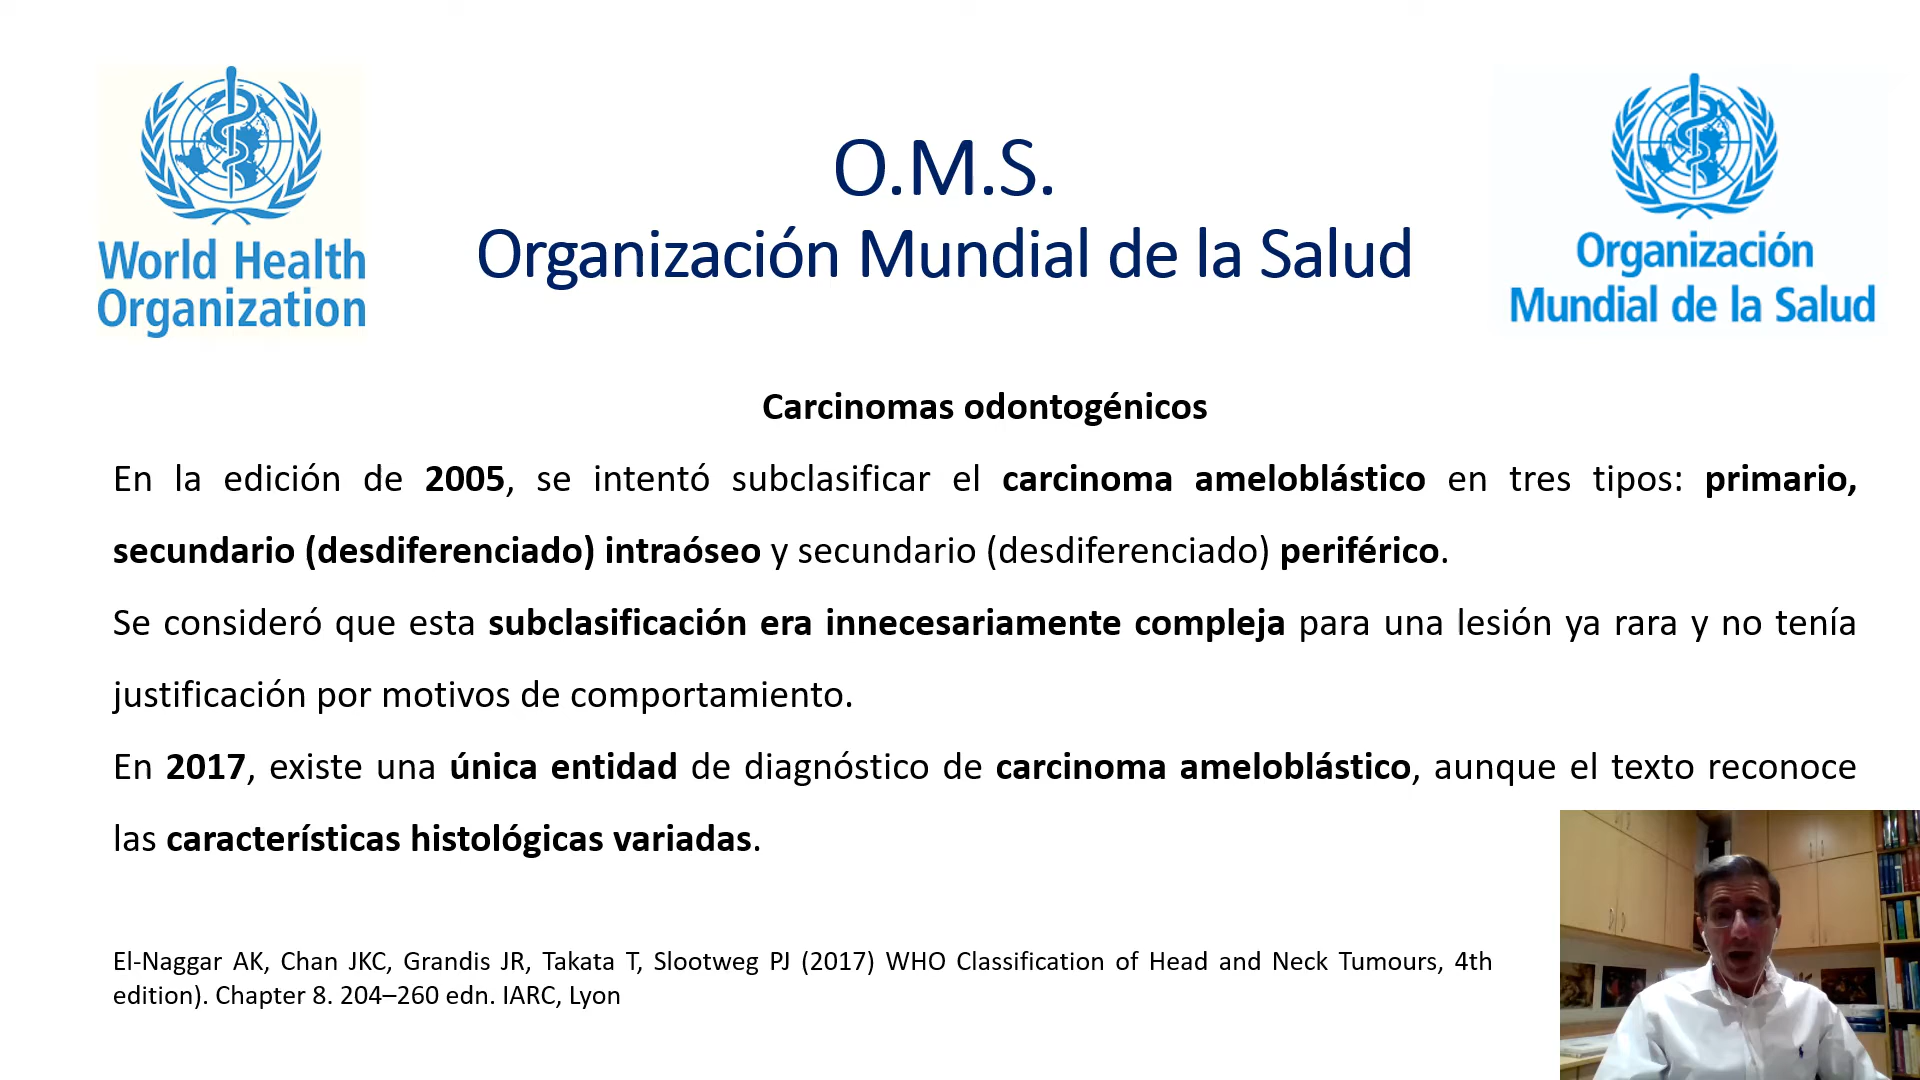 World Health
Organization
O.M.S.
Organización Mundial de la Salud
Organización
Mundial de la Salud
Carcinomas odontogénicos
En la edición de 2005, se intentó subclasificar el carcinoma ameloblástico en tres tipos: primario,
secundario (desdiferenciado) intraóseo y secundario (desdiferenciado) periférico.
Se consideró que esta subclasificación era innecesariamente compleja para una lesión ya rara y no tenía
justificación por motivos de comportamiento.
En 2017, existe una única entidad de diagnóstico de carcinoma ameloblástico, aunque el texto reconoce
las características histológicas variadas.
El-Naggar AK, Chan JKC, Grandis JR, Takata T, Slootweg PJ (2017) WHO Classification of Head and Neck Tumours, 4th
edition). Chapter 8. 204–260 edn. IARC, Lyon